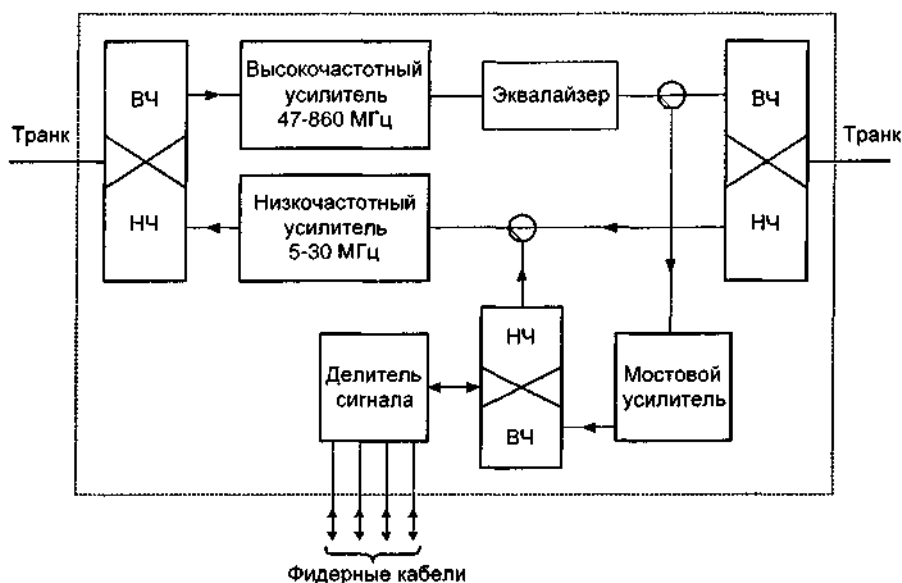 Высокочастотный
усилитель
47-860 МГц
Эквалайзер
ВЧ
ВЧ
Транк
Транк
НЧ
НЧ
Низкочастотный
усилитель
5-30 МГц
НЧ
ВЧ
Делитель
сигнала
Мостовой
усилитель
Фидерные кабели